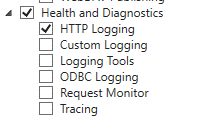 Health and Diagnostics
HTTP Logging
Custom Logging
Logging Tools
ODBC Logging
Request Monitor
Tracing